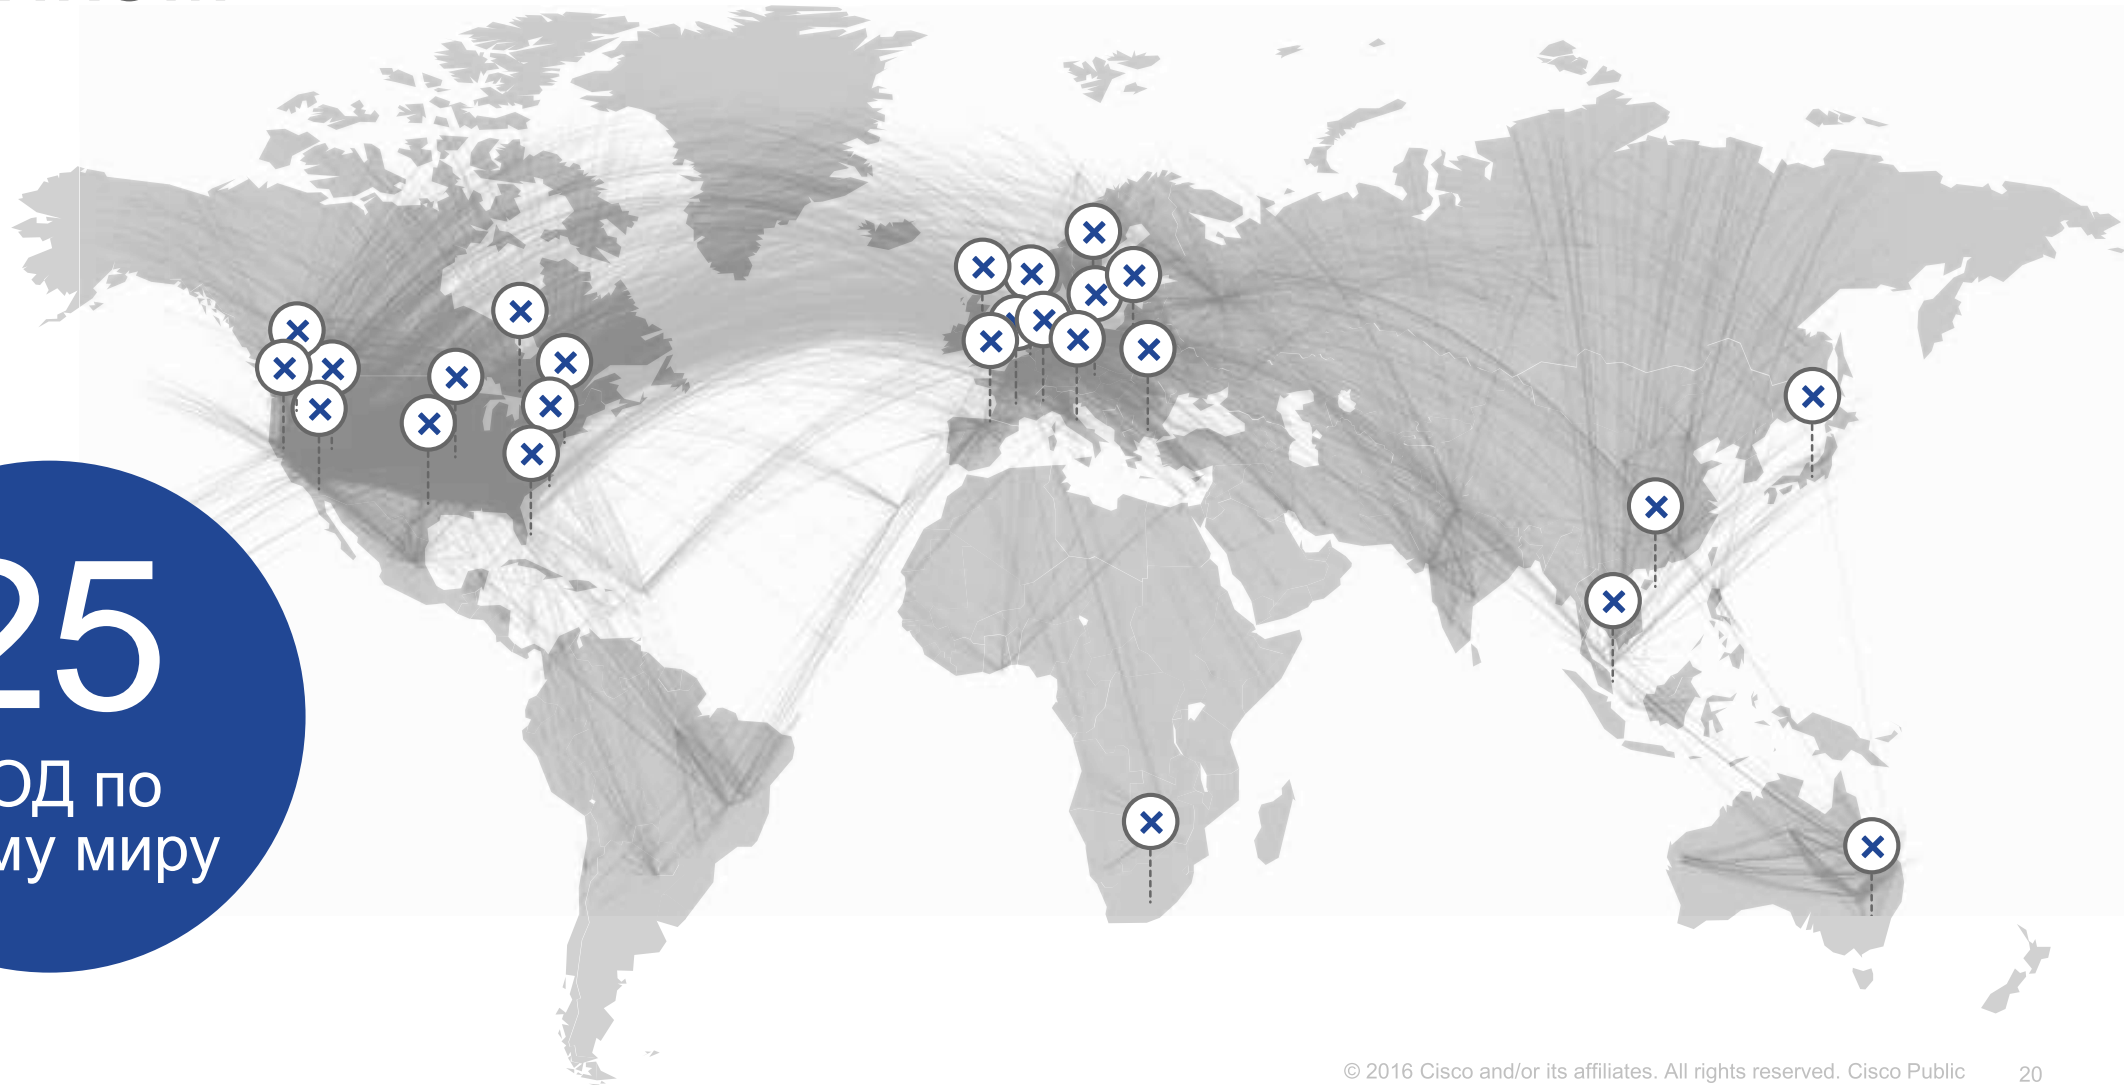 25
ОД по
му миру
© 2016 Cisco and/or its affiliates. All rights reserved. Cisco Public 20